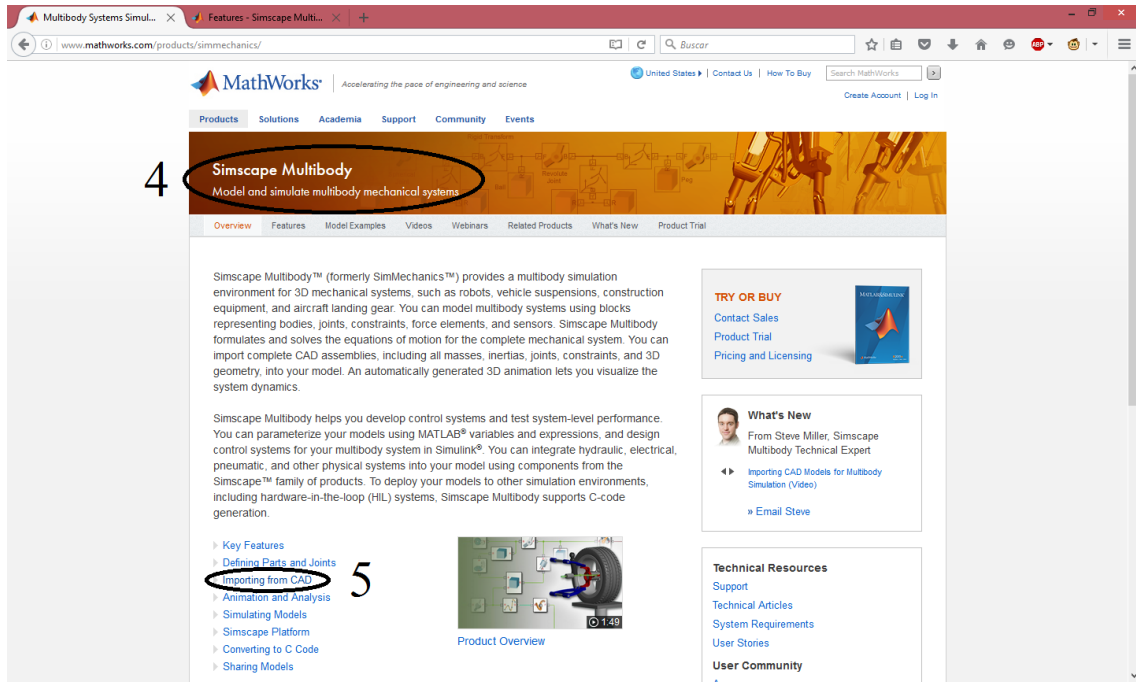 Multibody Systems Simul...
Features - Simscape Multi...
www.mathworks.com/products/simmechanics/
Buscar
ABP
MathWorks®
Accelerating the pace of engineering and science
United States | Contact Us | How To Buy
Search MathWorks
Create Account | Log In
Products Solutions Academia Support Community Events
Rigid Transform
4
Simscape Multibody
Model and simulate multibody mechanical systems
Revolute
Joint
Peg
Overview Features Model Examples Videos Webinars Related Products What's New Product Trial
Simscape Multibody™ (formerly SimMechanics™) provides a multibody simulation
environment for 3D mechanical systems, such as robots, vehicle suspensions, construction
equipment, and aircraft landing gear. You can model multibody systems using blocks
representing bodies, joints, constraints, force elements, and sensors. Simscape Multibody
formulates and solves the equations of motion for the complete mechanical system. You can
import complete CAD assemblies, including all masses, inertias, joints, constraints, and 3D
geometry, into your model. An automatically generated 3D animation lets you visualize the
system dynamics.
Simscape Multibody helps you develop control systems and test system-level performance.
You can parameterize your models using MATLAB® variables and expressions, and design
control systems for your multibody system in Simulink®. You can integrate hydraulic, electrical,
pneumatic, and other physical systems into your model using components from the
Simscape™ family of products. To deploy your models to other simulation environments,
including hardware-in-the-loop (HIL) systems, Simscape Multibody supports C-code
generation.
Key Features
Defining Parts and Joints
Importing from CAD
5
Animation and Analysis
Simulating Models
Simscape Platform
Converting to C Code
Sharing Models
1:49
Product Overview
TRY OR BUY
Contact Sales
Product Trial
Pricing and Licensing
MATLAB&SIMULINK
What's New
From Steve Miller, Simscape
Multibody Technical Expert
Importing CAD Models for Multibody
Simulation (Video)
» Email Steve
Technical Resources
Support
Technical Articles
System Requirements
User Stories
User Community